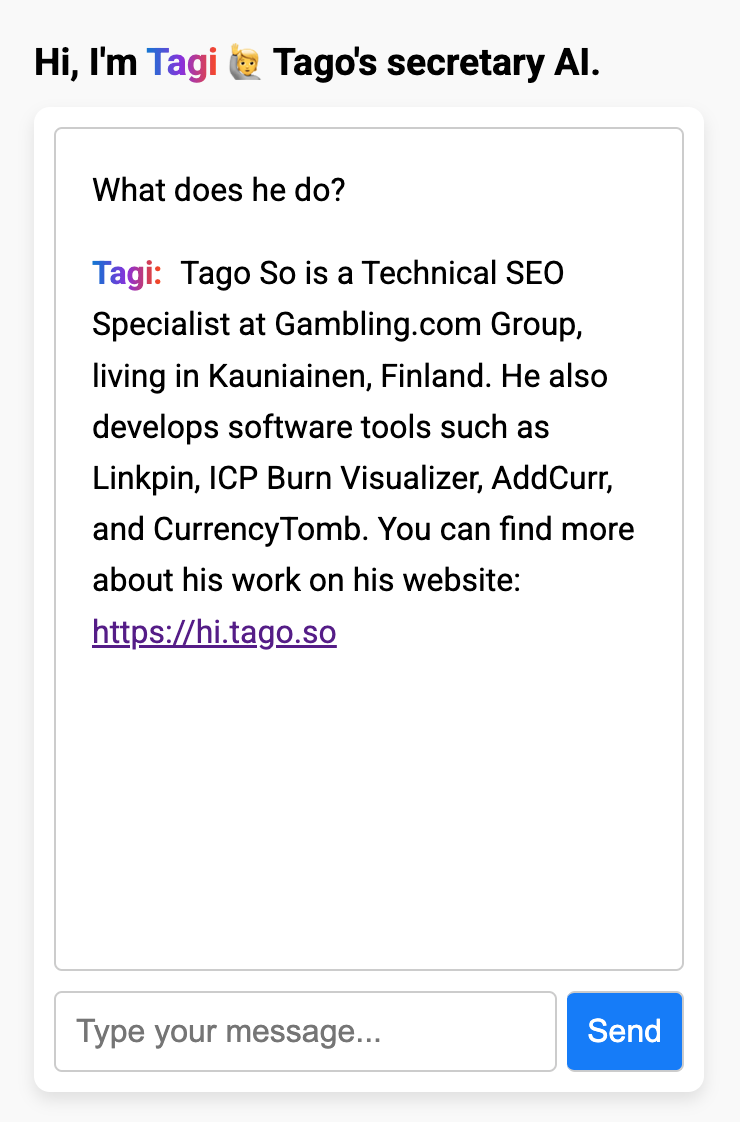 Hi, I'm Tagi 🙋 Tago's secretary AI.
What does he do?
Tagi: Tago So is a Technical SEO
Specialist at Gambling.com Group,
living in Kauniainen, Finland. He also
develops software tools such as
Linkpin, ICP Burn Visualizer, AddCurr,
and CurrencyTomb. You can find more
about his work on his website:
https://hi.tago.so
Type your message...
Send